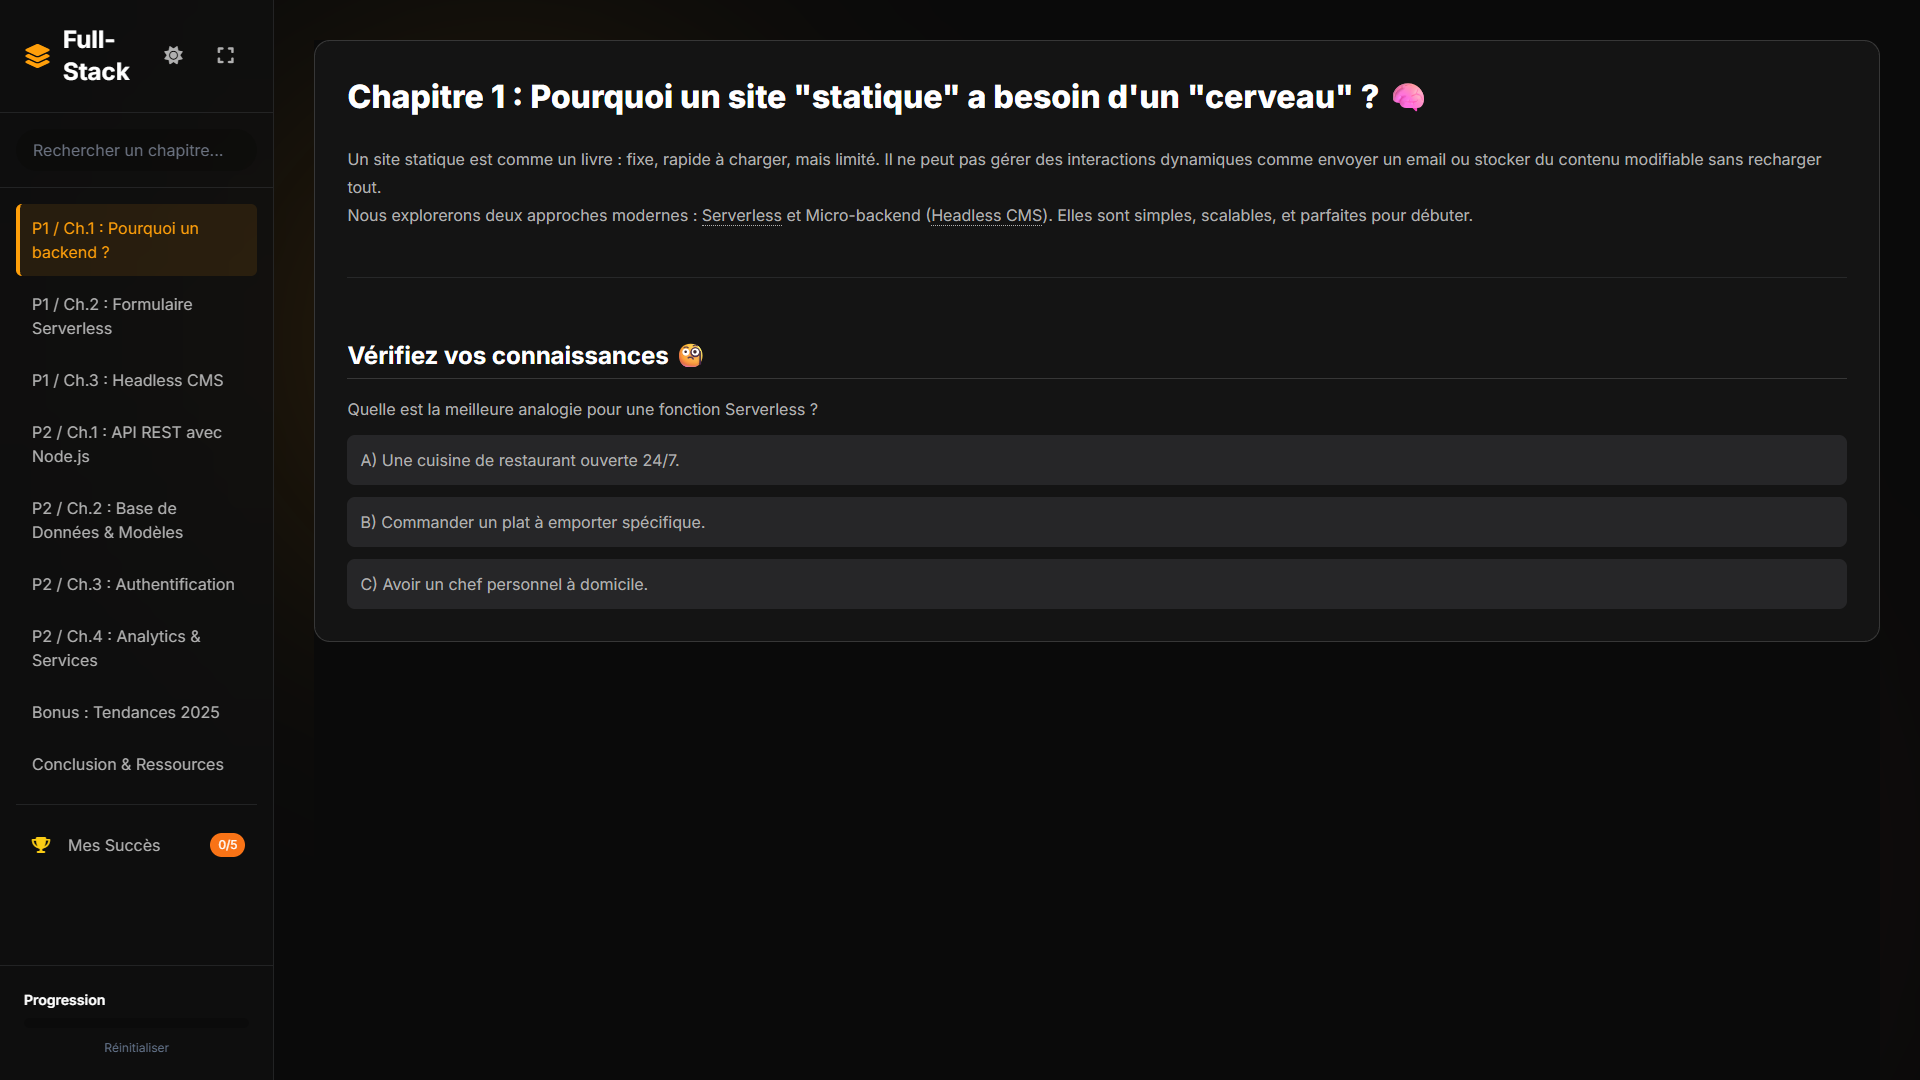 Full-
Stack
Rechercher un chapitre...
P1 / Ch.1 : Pourquoi un
backend ?
P1 / Ch.2 : Formulaire
Serverless
P1 / Ch.3 : Headless CMS
P2 / Ch.1 : API REST avec
Node.js
P2 / Ch.2 : Base de
Données & Modèles
P2 / Ch.3 : Authentification
P2 / Ch.4 : Analytics &
Services
Bonus : Tendances 2025
Conclusion & Ressources
Mes Succès 0/5
Progression
Réinitialiser
Chapitre 1 : Pourquoi un site "statique" a besoin d'un "cerveau" ? 🧠
Un site statique est comme un livre : fixe, rapide à charger, mais limité. Il ne peut pas gérer des interactions dynamiques comme envoyer un email ou stocker du contenu modifiable sans recharger
tout.
Nous explorerons deux approches modernes : Serverless et Micro-backend (Headless CMS). Elles sont simples, scalables, et parfaites pour débuter.
Vérifiez vos connaissances 🧐
Quelle est la meilleure analogie pour une fonction Serverless ?
A) Une cuisine de restaurant ouverte 24/7.
B) Commander un plat à emporter spécifique.
C) Avoir un chef personnel à domicile.